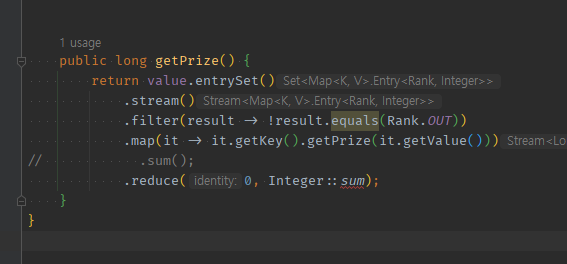 1 usage
public long getPrize() {
return value.entrySet() Set<Map<K, V>.Entry<Rank, Integer>>
.stream() Stream<Map<K, V>.Entry<Rank, Integer>>
.filter(result -> !result.equals(Rank.OUT))
.map(it -> it.getKey().getPrize(it.getValue())) Stream<Lo
// .sum();
.reduce( identity: 0, Integer::sum);
}
}